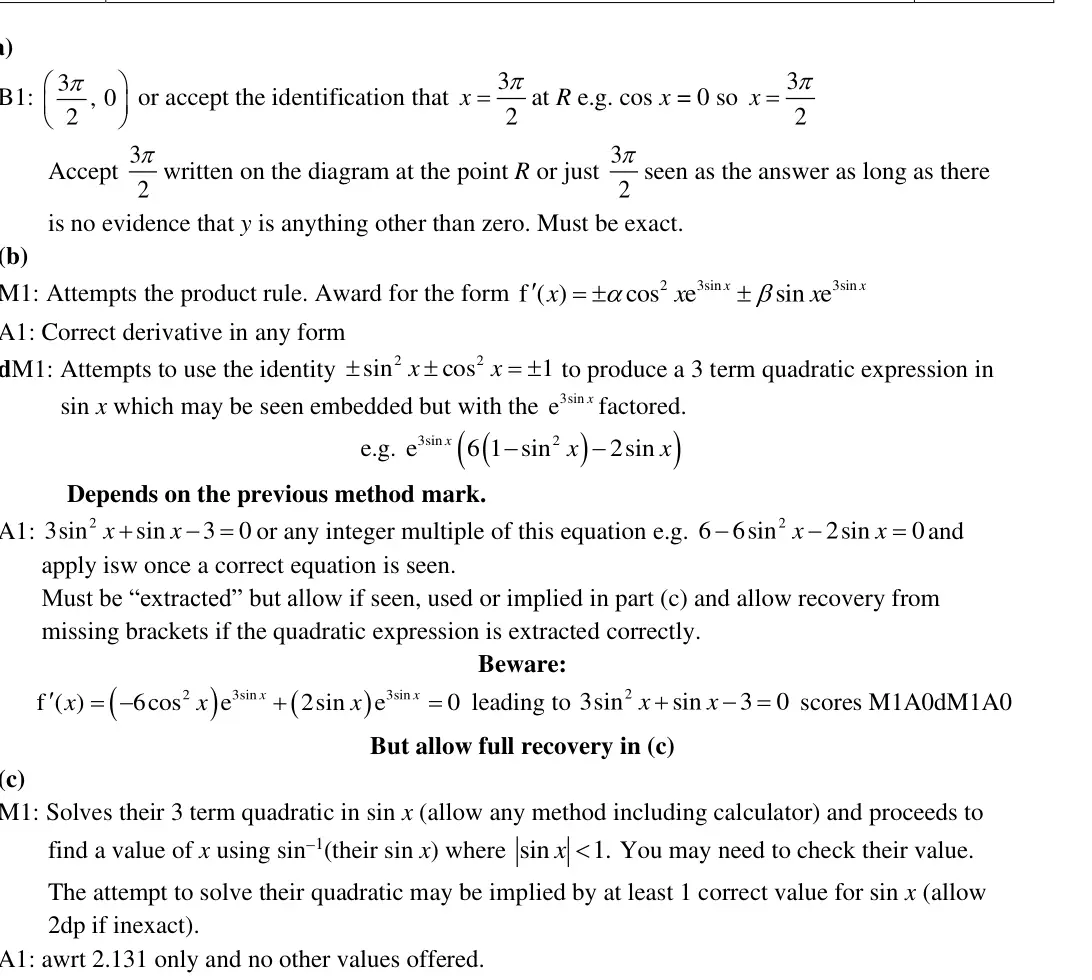 a)
B1: (3π/2, 0) or accept the identification that x = 3π/2 at R e.g. cos x = 0 so x = 3π/2
Accept 3π/2 written on the diagram at the point R or just 3π/2 seen as the answer as long as there
is no evidence that y is anything other than zero. Must be exact.
(b)
M1: Attempts the product rule. Award for the form f ′(x) = ±α cos² xe^(3sin x) ± β sin xe^(3sin x)
A1: Correct derivative in any form
dM1: Attempts to use the identity ±sin² x ± cos² x = ±1 to produce a 3 term quadratic expression in
sin x which may be seen embedded but with the e^(3sin x) factored.
e.g. e^(3sin x) (6(1−sin² x)−2sin x)
Depends on the previous method mark.
A1: 3sin² x + sin x − 3 = 0 or any integer multiple of this equation e.g. 6−6sin² x − 2sin x = 0 and
apply isw once a correct equation is seen.
Must be “extracted” but allow if seen, used or implied in part (c) and allow recovery from
missing brackets if the quadratic expression is extracted correctly.
Beware:
f ′(x) = (−6cos² x)e^(3sin x) + (2sin x)e^(3sin x) = 0 leading to 3sin² x + sin x − 3 = 0 scores M1A0dM1A0
But allow full recovery in (c)
(c)
M1: Solves their 3 term quadratic in sin x (allow any method including calculator) and proceeds to
find a value of x using sin⁻¹(their sin x) where |sin x| < 1. You may need to check their value.
The attempt to solve their quadratic may be implied by at least 1 correct value for sin x (allow
2dp if inexact).
A1: awrt 2.131 only and no other values offered.